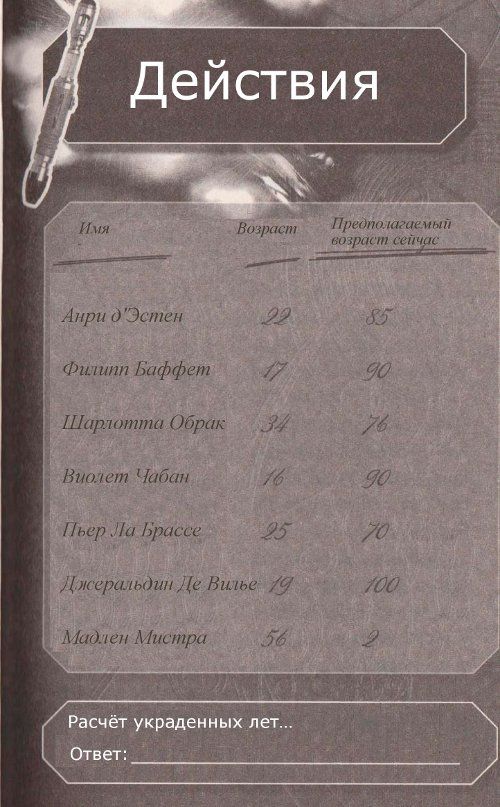 Действия
Имя Возраст Предполагаемый
возраст сейчас
Анри д'Эстен 22 85
Филипп Баффет 17 90
Шарлотта Обрак 34 76
Виолет Чабан 16 90
Пьер Ла Брассе 25 70
Джеральдин Де Вилье 19 100
Мадлен Мистра 56 2
Расчёт украденных лет...
Ответ: